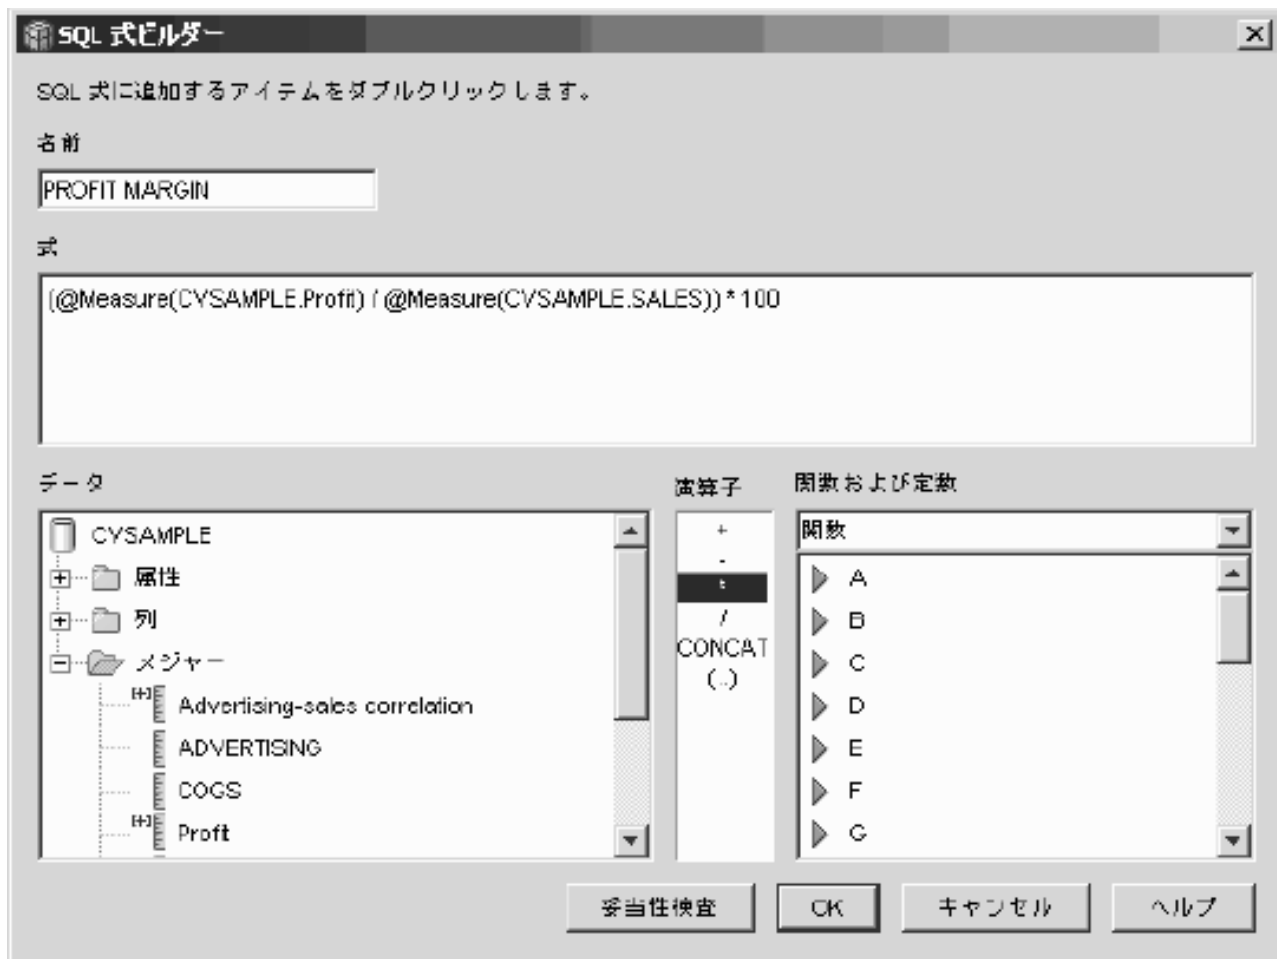 SQL 式ビルダー
SQL 式に追加するアイテムをダブルクリックします。
名前
PROFIT MARGIN
式
(@Measure(CVSAMPLE.Profit) / @Measure(CVSAMPLE.SALES)) * 100
データ
CVSAMPLE
属性
列
メジャー
Advertising-sales correlation
ADVERTISING
COGS
Profit
演算子
+
-
*
/
CONCAT
(..)
関数および定数
関数
A
B
C
D
E
F
G
妥当性検査
OK
キャンセル
ヘルプ